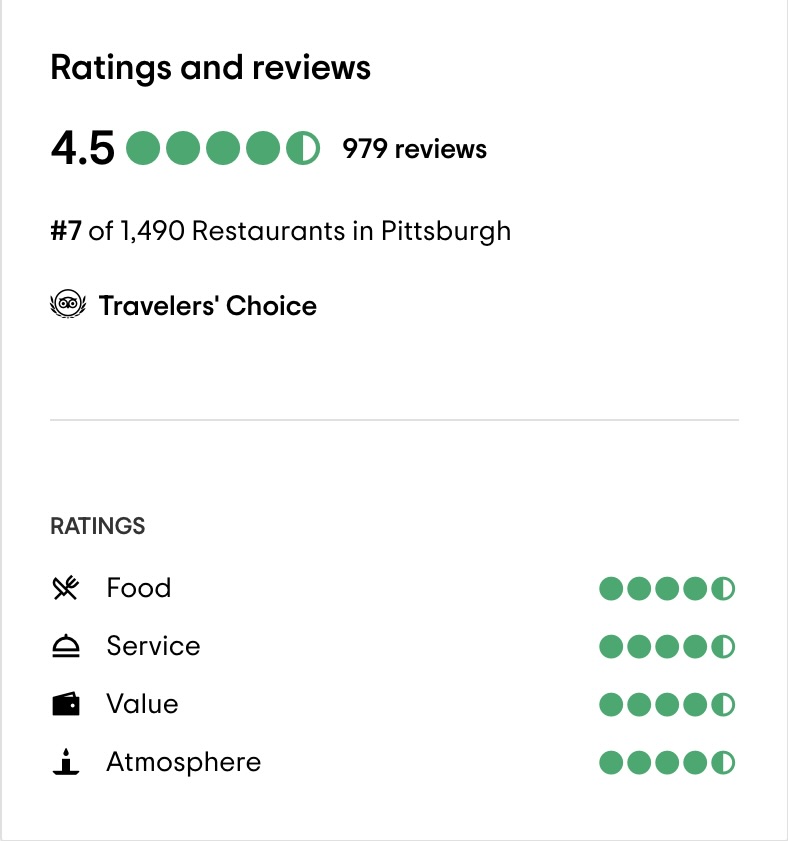 Ratings and reviews
4.5 979 reviews
#7 of 1,490 Restaurants in Pittsburgh
Travelers' Choice
RATINGS
Food
Service
Value
Atmosphere